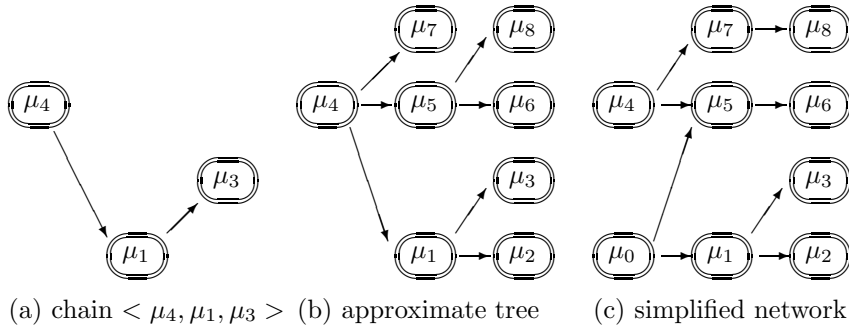 μ7 μ8 μ7 μ8
μ4 μ4 μ5 μ6 μ4 μ5 μ6
μ3 μ3 μ3
μ1 μ1 μ2 μ0 μ1 μ2
(a) chain < μ4, μ1, μ3 > (b) approximate tree (c) simplified network